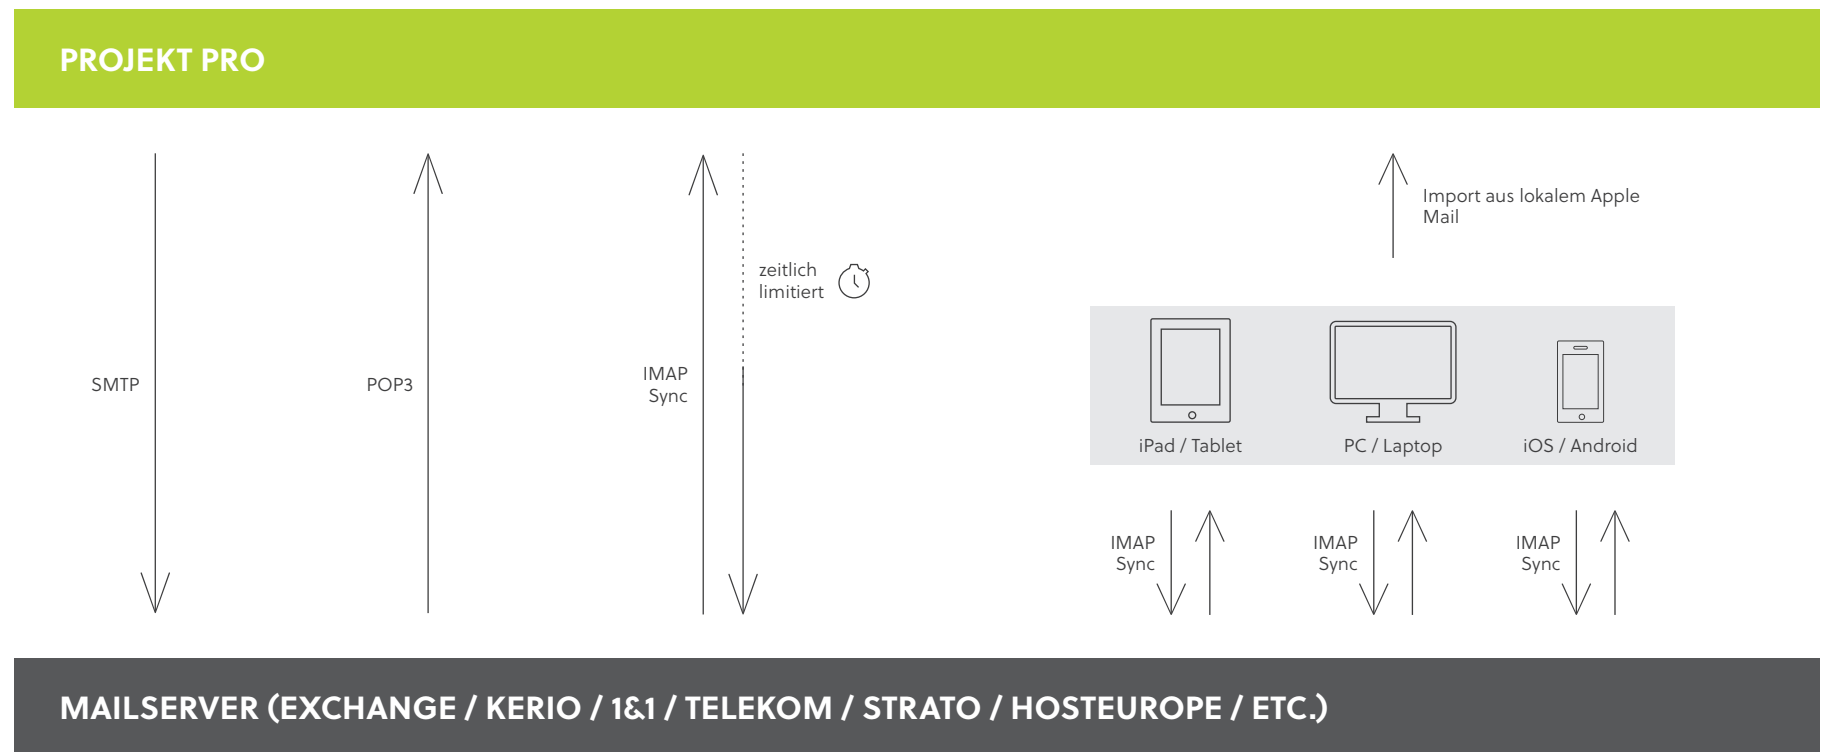 PROJEKT PRO
SMTP
POP3
IMAP
Sync
zeitlich
limitiert
Import aus lokalem Apple
Mail
iPad / Tablet
PC / Laptop
iOS / Android
IMAP
Sync
IMAP
Sync
IMAP
Sync
MAILSERVER (EXCHANGE / KERIO / 1&1 / TELEKOM / STRATO / HOSTEUROPE / ETC.)